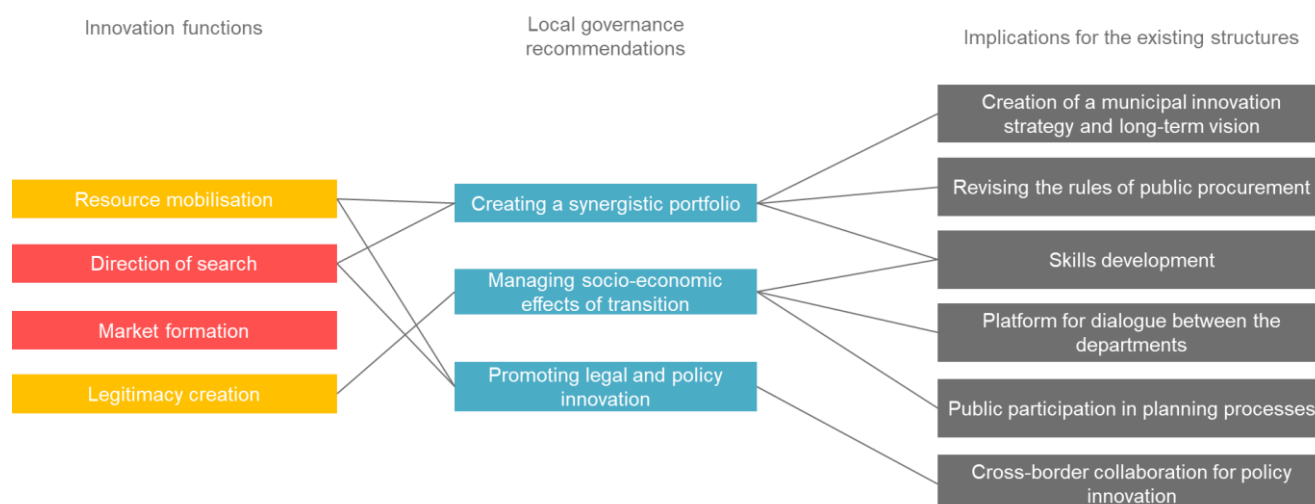 Innovation functions
Local governance
recommendations
Implications for the existing structures
Resource mobilisation
Direction of search
Market formation
Legitimacy creation
Creating a synergistic portfolio
Managing socio-economic
effects of transition
Promoting legal and policy
innovation
Creation of a municipal innovation
strategy and long-term vision
Revising the rules of public procurement
Skills development
Platform for dialogue between the
departments
Public participation in planning processes
Cross-border collaboration for policy
innovation